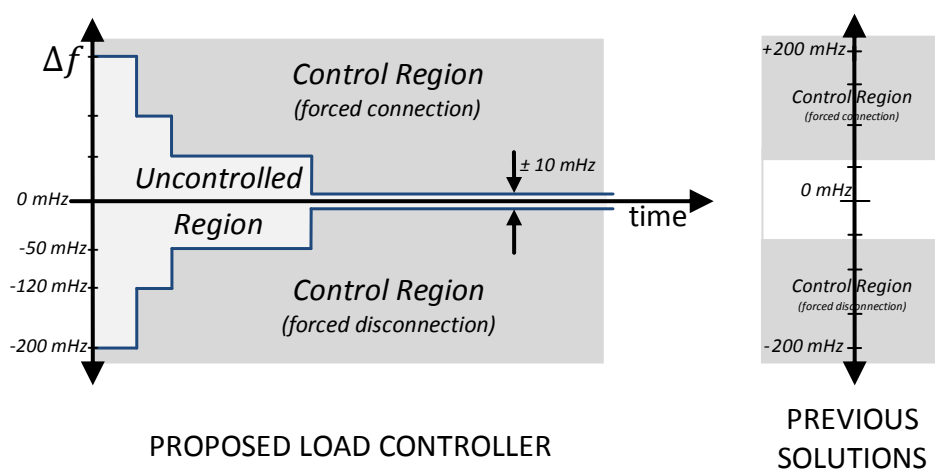 Δf
Control Region
(forced connection)
Uncontrolled
Region
± 10 mHz
0 mHz
time
-50 mHz
-120 mHz
-200 mHz
Control Region
(forced disconnection)
PROPOSED LOAD CONTROLLER
+200 mHz
Control Region
(forced connection)
0 mHz
Control Region
(forced disconnection)
-200 mHz
PREVIOUS
SOLUTIONS